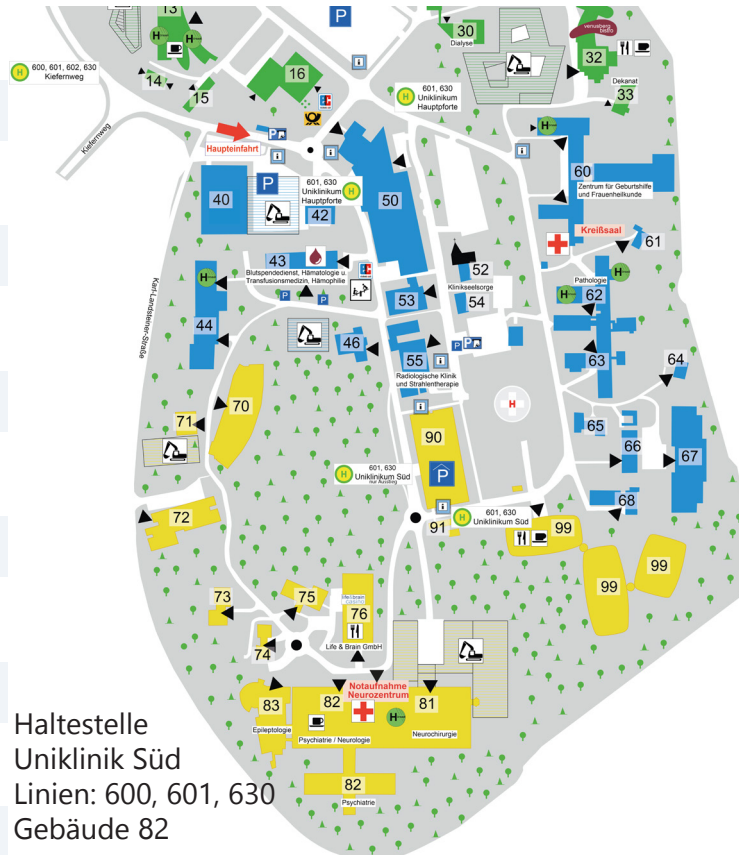 13
H
H
P
30
Dialyse
venusberg
bistro
32
Dekanat
33
H
600, 601, 602, 630
Kiefernweg
14
15
16
H
601, 630
Uniklinikum
Hauptpforte
Kiefernweg
Haupteinfahrt
P
i
i
i
i
H
60
Zentrum für Geburtshilfe
und Frauenheilkunde
40
P
601, 630
Uniklinikum
Hauptpforte
H
42
50
Kreißsaal
61
43
Blutspendedienst, Hämatologie u.
Transfusionsmedizin, Hämophilie
52
Klinikseelsorge
54
53
Pathologie
H
H
62
Karl-Landsteiner-Straße
H
44
P
P
46
55
Radiologische Klinik
und Strahlentherapie
P
P
i
i
63
64
H
70
71
90
P
65
66
67
68
601, 630
Uniklinikum Süd
nur Ausstieg
H
i
91
H
601, 630
Uniklinikum Süd
99
99
99
72
73
74
75
76
Life & Brain GmbH
Notaufnahme
Neurozentrum
83
82
81
H
Epileptologie
Psychiatrie / Neurologie
Neurochirurgie
82
Psychiatrie
Haltestelle
Uniklinik Süd
Linien: 600, 601, 630
Gebäude 82